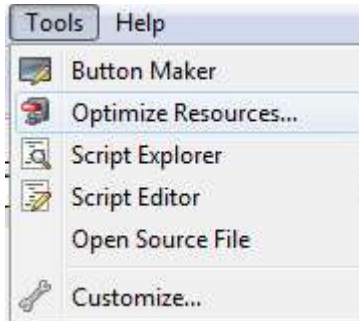 Tools Help
Button Maker
Optimize Resources...
Script Explorer
Script Editor
Open Source File
Customize...